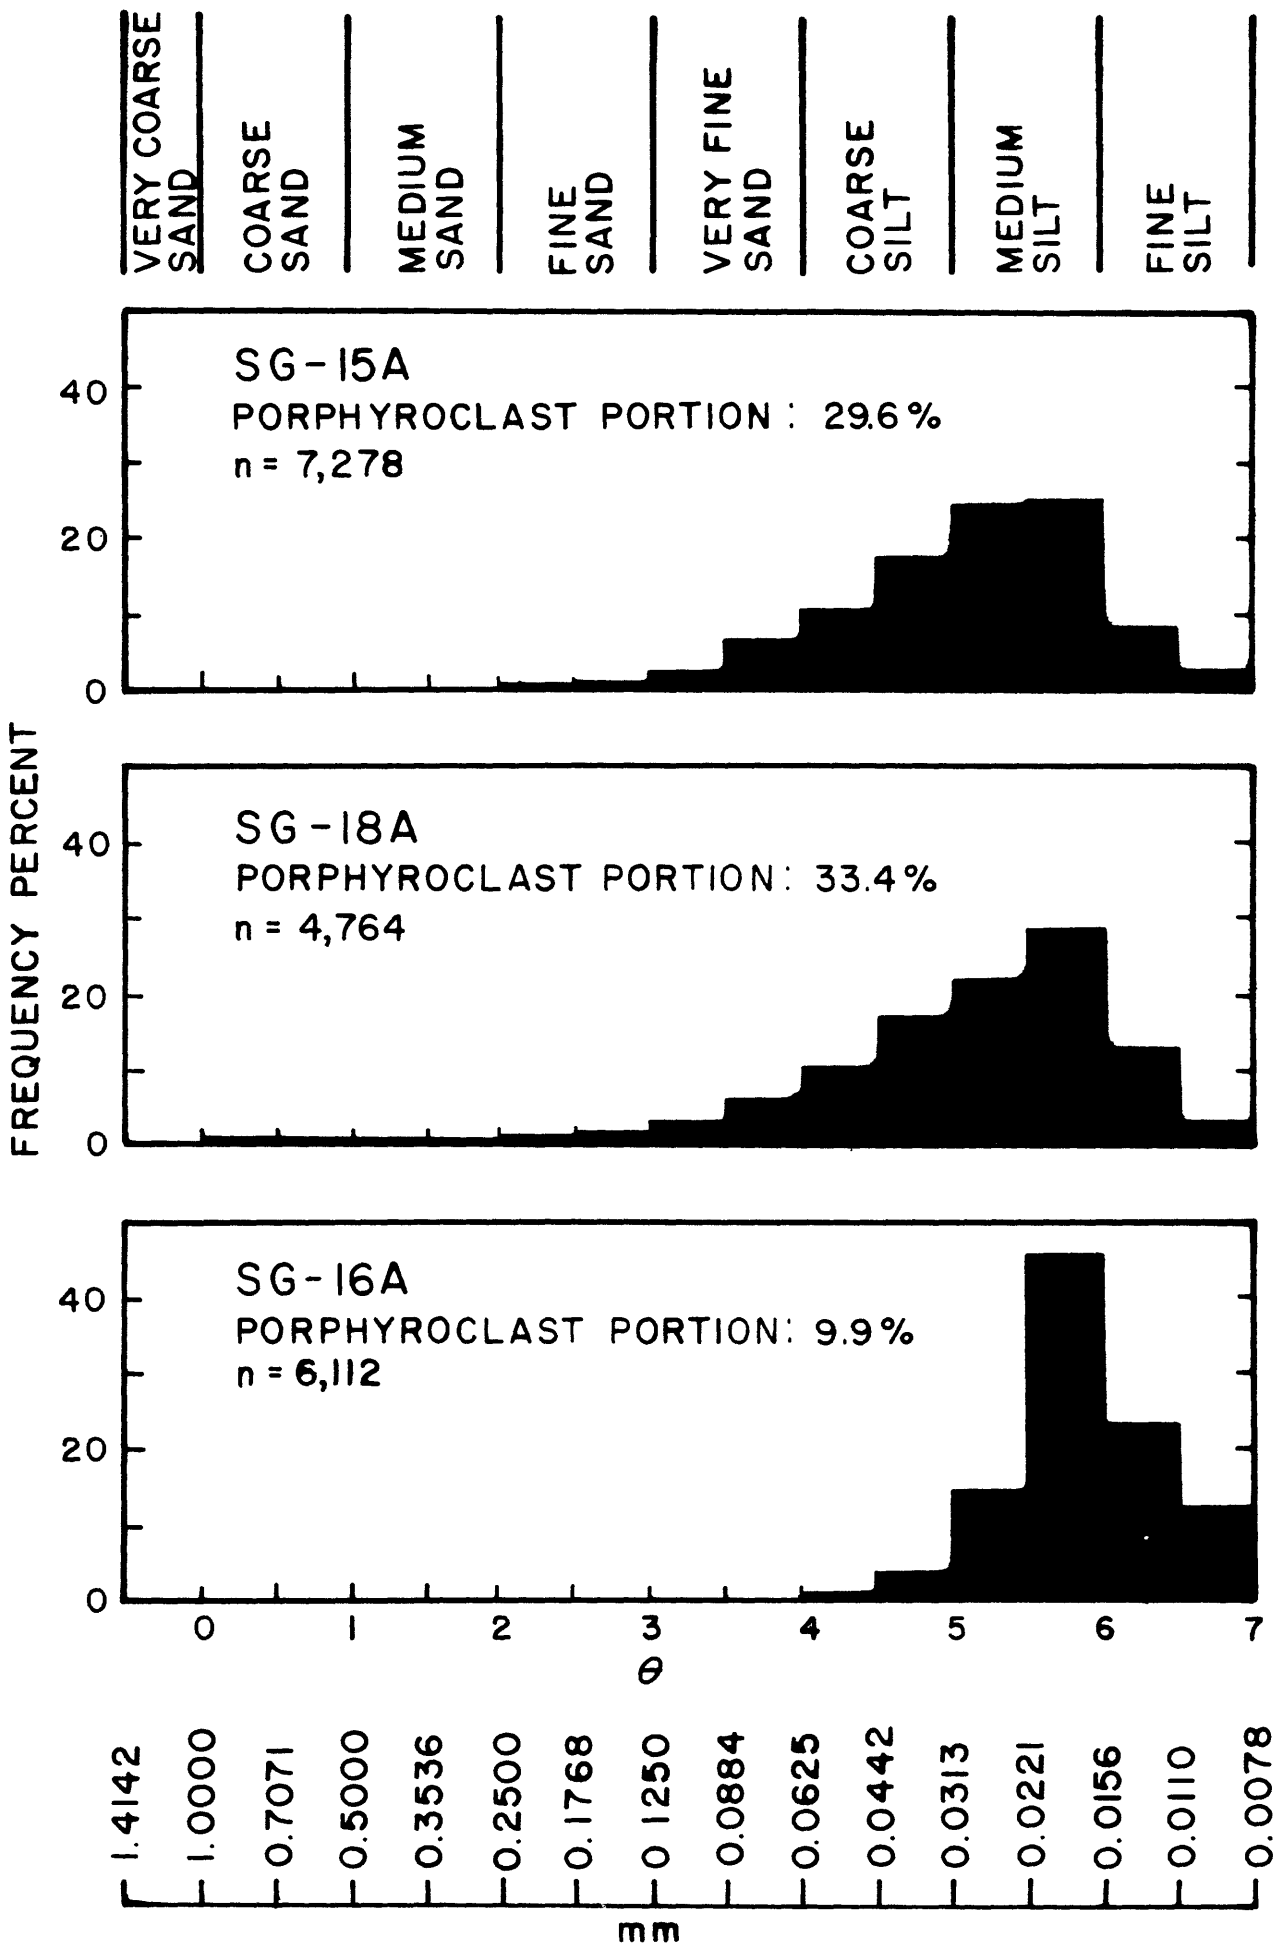 VERY COARSE
SAND
COARSE
SAND
MEDIUM
SAND
FINE
SAND
VERY FINE
SAND
COARSE
SILT
MEDIUM
SILT
FINE
SILT
FREQUENCY PERCENT
SG-15A
PORPHYROCLAST PORTION: 29.6%
n = 7,278
40
20
0
SG-18A
PORPHYROCLAST PORTION: 33.4%
n = 4,764
40
20
0
SG-16A
PORPHYROCLAST PORTION: 9.9%
n = 6,112
40
20
0
0 1 2 3 4 5 6 7
θ
1.4142 1.0000 0.7071 0.5000 0.3536 0.2500 0.1768 0.1250 0.0884 0.0625 0.0442 0.0313 0.0221 0.0156 0.0110 0.0078
mm